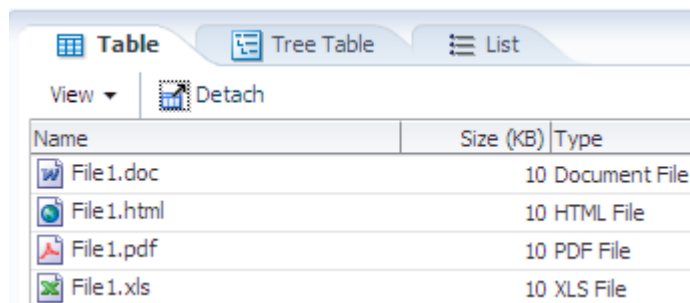 Table Tree Table List
View Detach
Name Size (KB) Type
File1.doc 10 Document File
File1.html 10 HTML File
File1.pdf 10 PDF File
File1.xls 10 XLS File